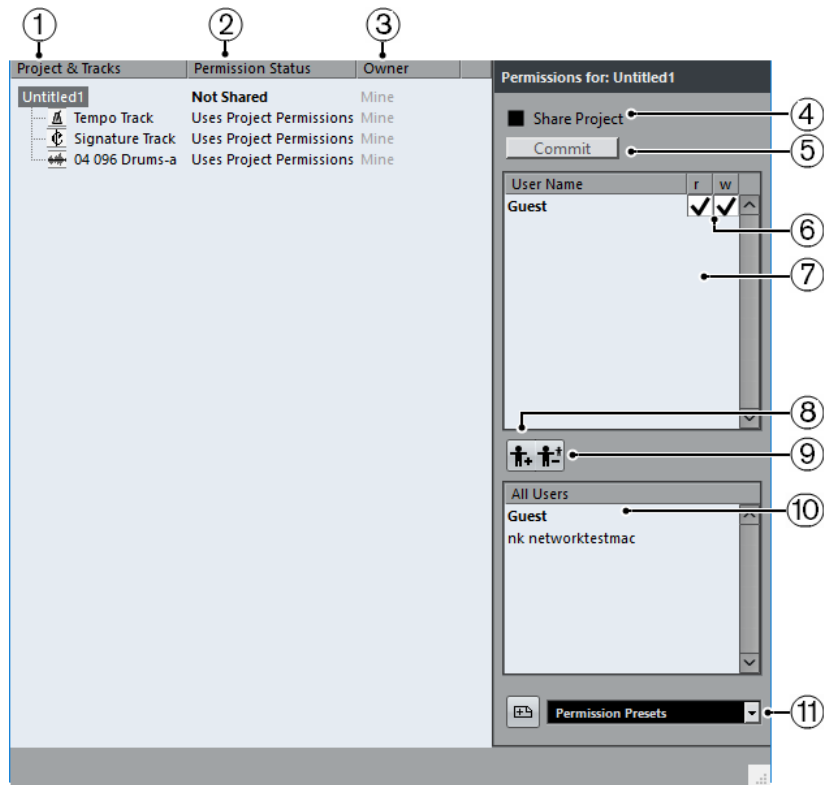 1 2 3
Project & Tracks Permission Status Owner
Untitled1 Not Shared Mine
Tempo Track Uses Project Permissions Mine
Signature Track Uses Project Permissions Mine
04 096 Drums-a Uses Project Permissions Mine
Permissions for: Untitled1
Share Project 4
Commit 5
User Name r w
Guest
6
7
8
9
All Users
Guest 10
nk networktestmac
Permission Presets 11